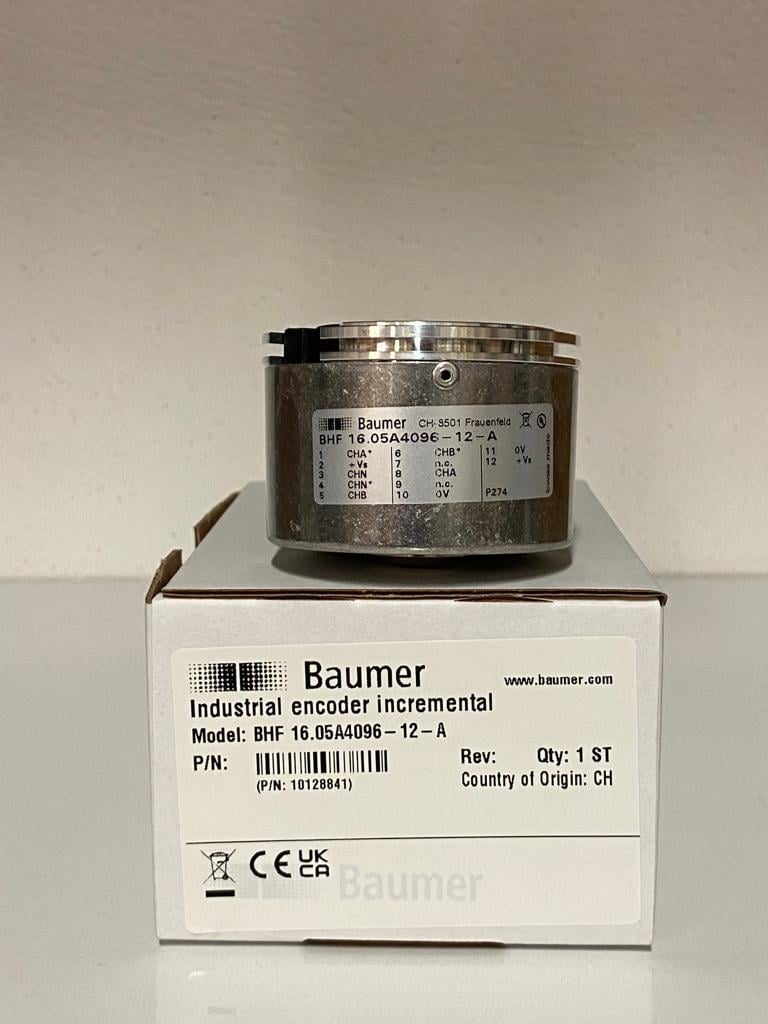 Baumer CH-8501 Frauenfeld
BHF 16.05A4096-12-A
1 CHA* 6 CHB* 11 0V
2 +Vs 7 n.c. 12 +Vs
3 CHN 8 CHA
4 CHN* 9 n.c.
5 CHB 10 0V P274
swiss made
Baumer www.baumer.com
Industrial encoder incremental
Model: BHF 16.05A4096-12-A
P/N: Rev: Qty: 1 ST
(P/N: 10128841) Country of Origin: CH
CE UK CA
Baumer